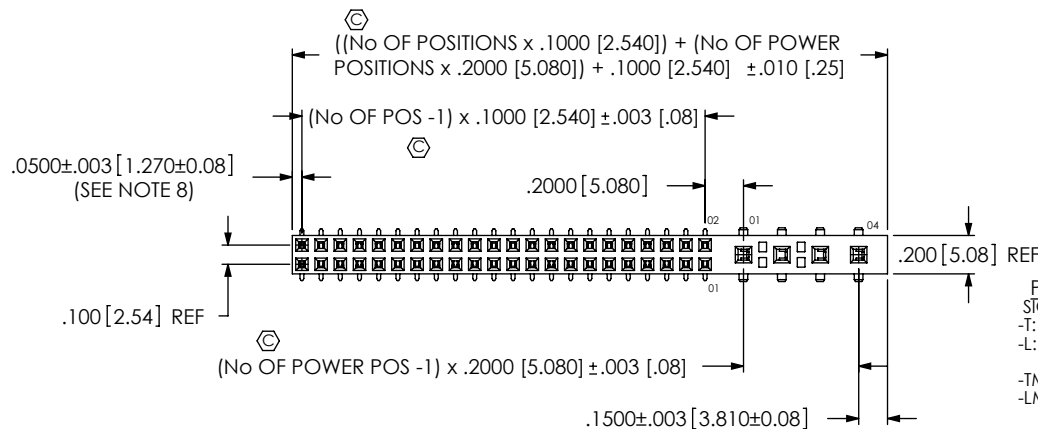 C
((No OF POSITIONS x .1000 [2.540]) + (No OF POWER
POSITIONS x .2000 [5.080]) + .1000 [2.540] ±.010 [.25]
(No OF POS -1) x .1000 [2.540] ±.003 [.08]
C
.0500±.003 [1.270±0.08]
(SEE NOTE 8)
.2000 [5.080]
02
01
04
.200 [5.08] REF
01
.100 [2.54] REF
C
(No OF POWER POS -1) x .2000 [5.080] ±.003 [.08]
.1500±.003 [3.810±0.08]
-T:
-L: